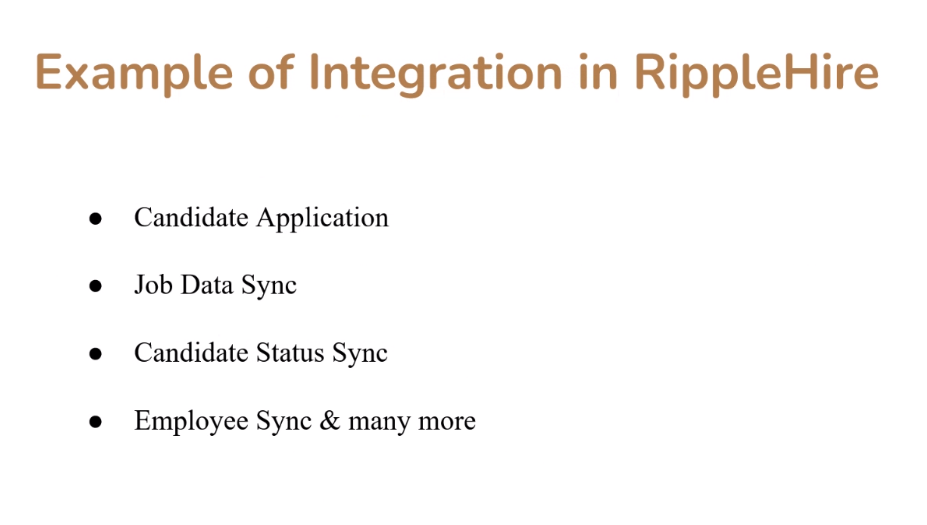 Example of Integration in RippleHire
● Candidate Application
● Job Data Sync
● Candidate Status Sync
● Employee Sync & many more